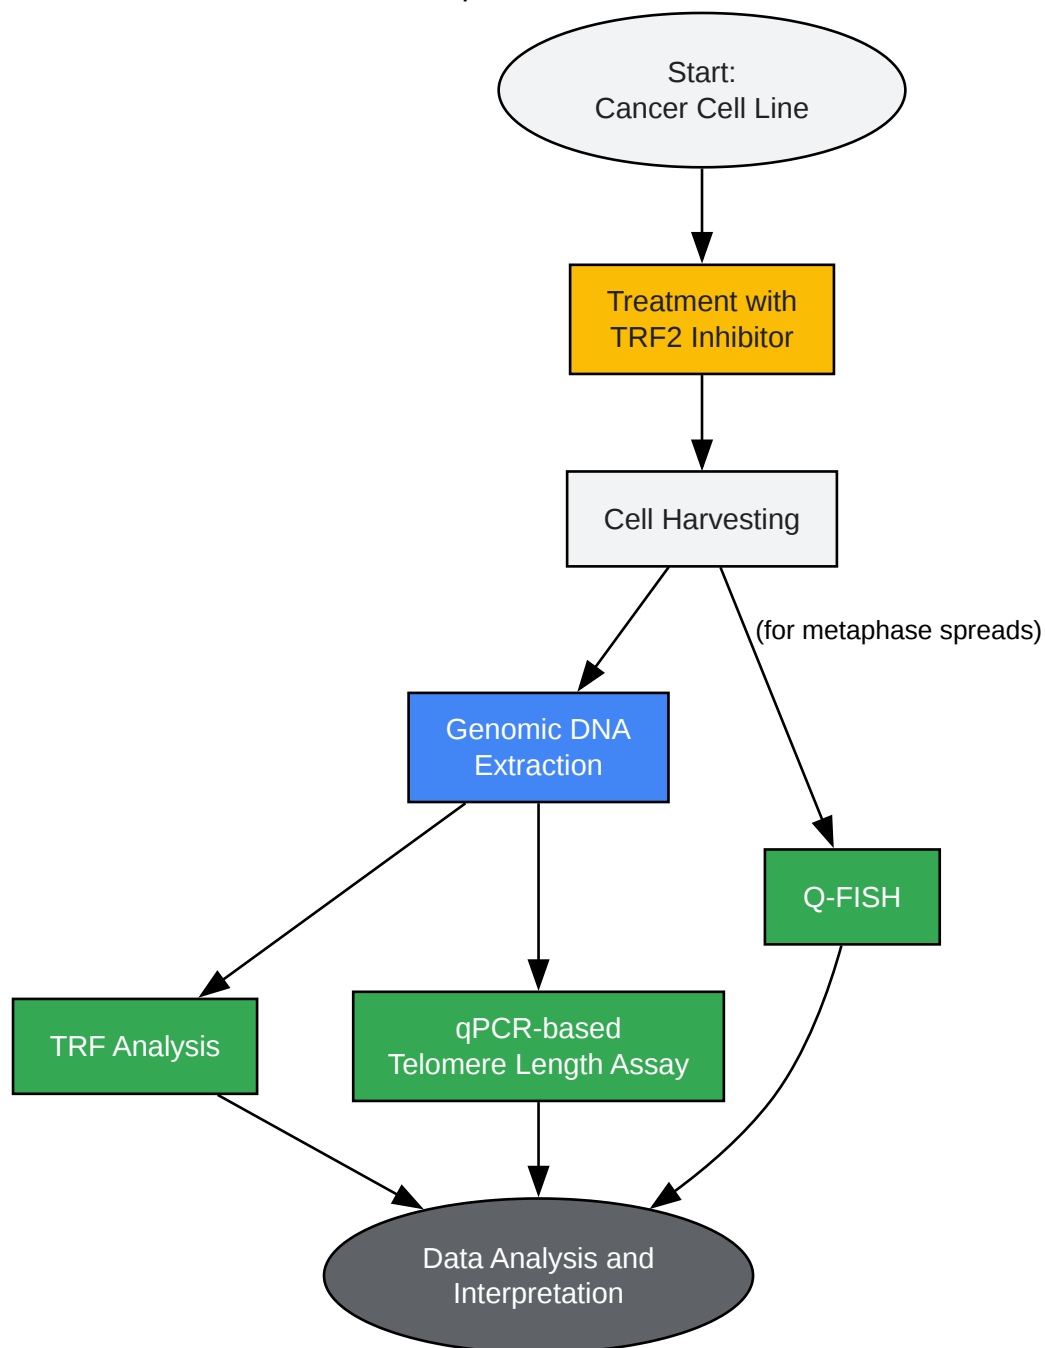 Start:
Cancer Cell Line
Treatment with
TRF2 Inhibitor
Cell Harvesting
(for metaphase spreads)
Genomic DNA
Extraction
Q-FISH
TRF Analysis
qPCR-based
Telomere Length Assay
Data Analysis and
Interpretation